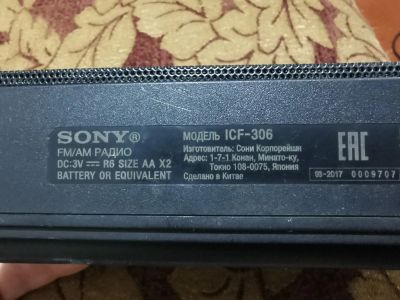 SONY®
FM/AM РАДИО
DC:3V ⎓ R6 SIZE AA X2
BATTERY OR EQUIVALENT
МОДЕЛЬ ICF-306
Изготовитель: Сони Корпорейшн
Адрес: 1-7-1 Конан, Минато-ку,
Токио 108-0075, Япония
Сделано в Китае
EAC
05-2017 0009707